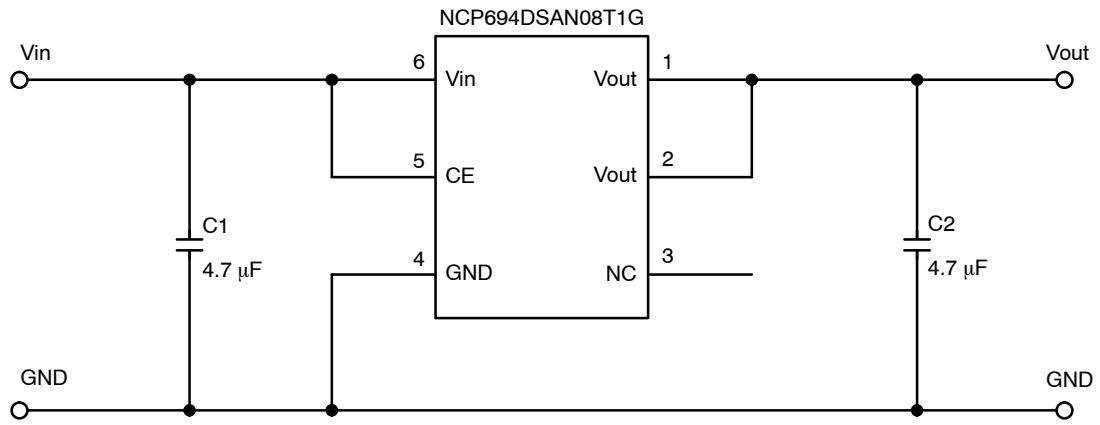 NCP694DSAN08T1G
Vin
Vout
6
Vin
Vout
1
5
CE
Vout
2
C1
4.7 μF
C2
4.7 μF
4
GND
NC
3
GND
GND